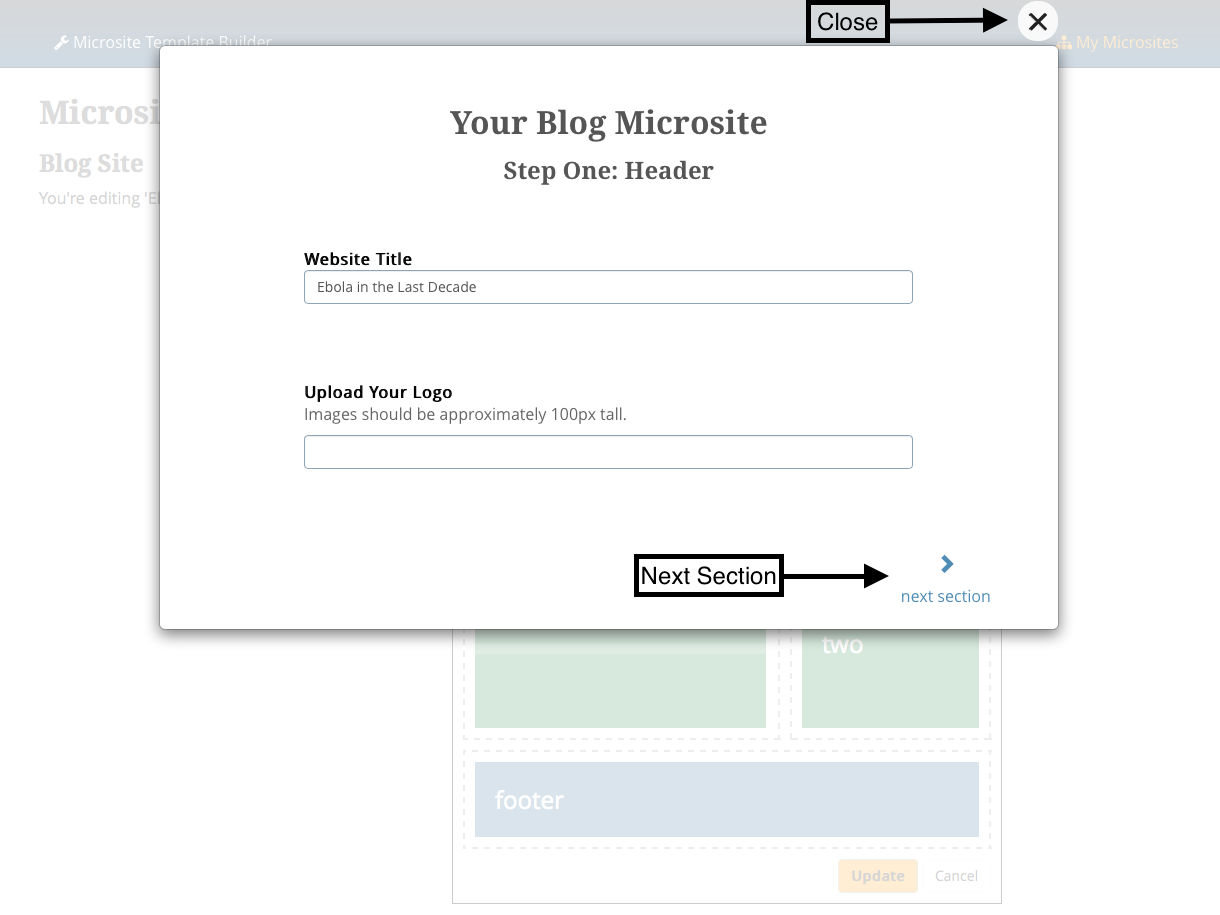 Close
Microsite Template Builder
My Microsites
Microsi
Blog Site
You're editing 'Eb
Your Blog Microsite
Step One: Header
Website Title
Ebola in the Last Decade
Upload Your Logo
Images should be approximately 100px tall.
Next Section
next section
two
footer
Update
Cancel